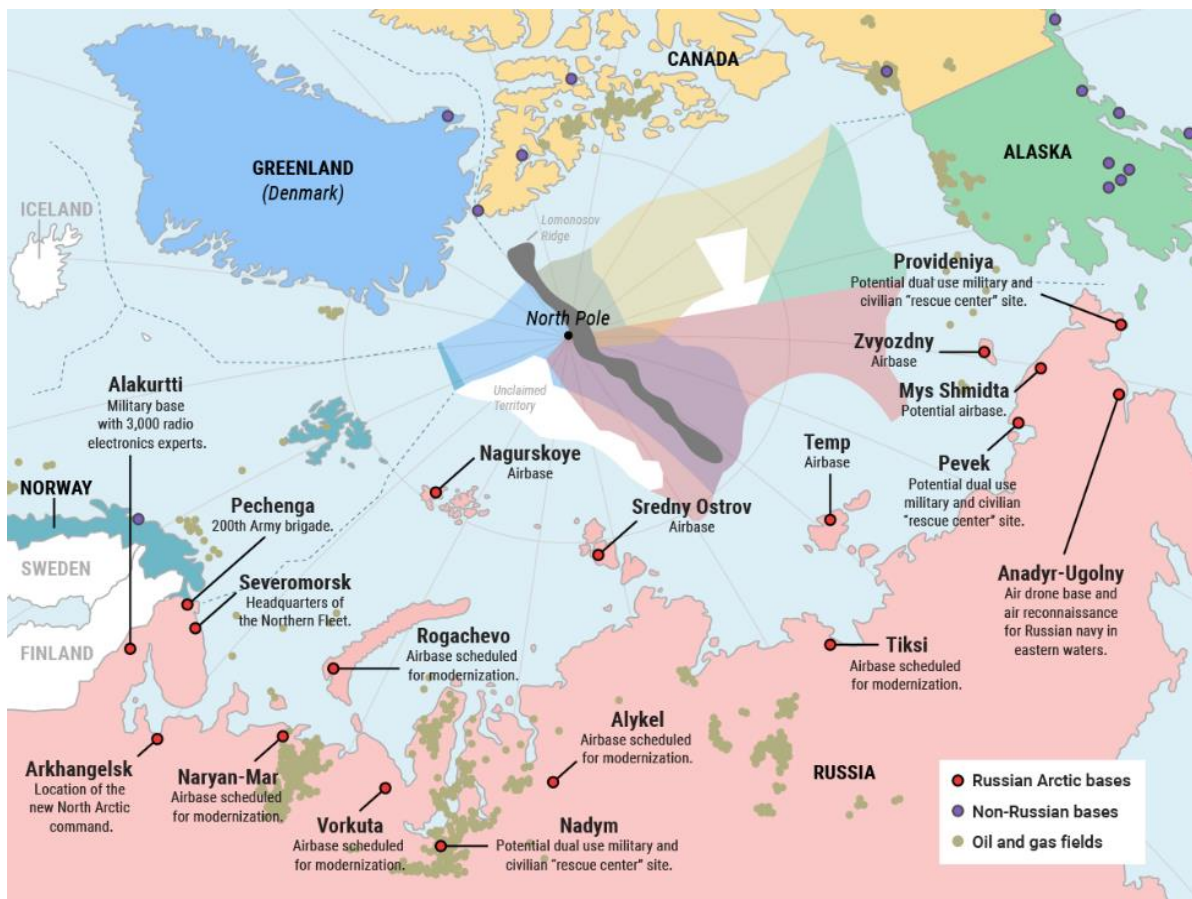 CANADA
GREENLAND
(Denmark)
ALASKA
ICELAND
Lomonosov
Ridge
North Pole
Provideniya
Potential dual use military and
civilian “rescue center” site.
Zvyozdny
Airbase
Mys Shmidta
Potential airbase.
Unclaimed
Territory
Alakurtti
Military base
with 3,000 radio
electronics experts.
Nagurskoye
Airbase
Temp
Airbase
Pevek
Potential dual use
military and civilian
“rescue center” site.
NORWAY
Pechenga
200th Army brigade.
Sredny Ostrov
Airbase
SWEDEN
Severomorsk
Headquarters of
the Northern Fleet.
Anadyr-Ugolny
Air drone base and
air reconnaissance
for Russian navy in
eastern waters.
FINLAND
Rogachevo
Airbase scheduled
for modernization.
Tiksi
Airbase scheduled
for modernization.
Arkhangelsk
Location of the
new North Arctic
command.
Naryan-Mar
Airbase scheduled
for modernization.
Alykel
Airbase scheduled
for modernization.
RUSSIA
Vorkuta
Airbase scheduled
for modernization.
Nadym
Potential dual use military and
civilian “rescue center” site.
Russian Arctic bases
Non-Russian bases
Oil and gas fields